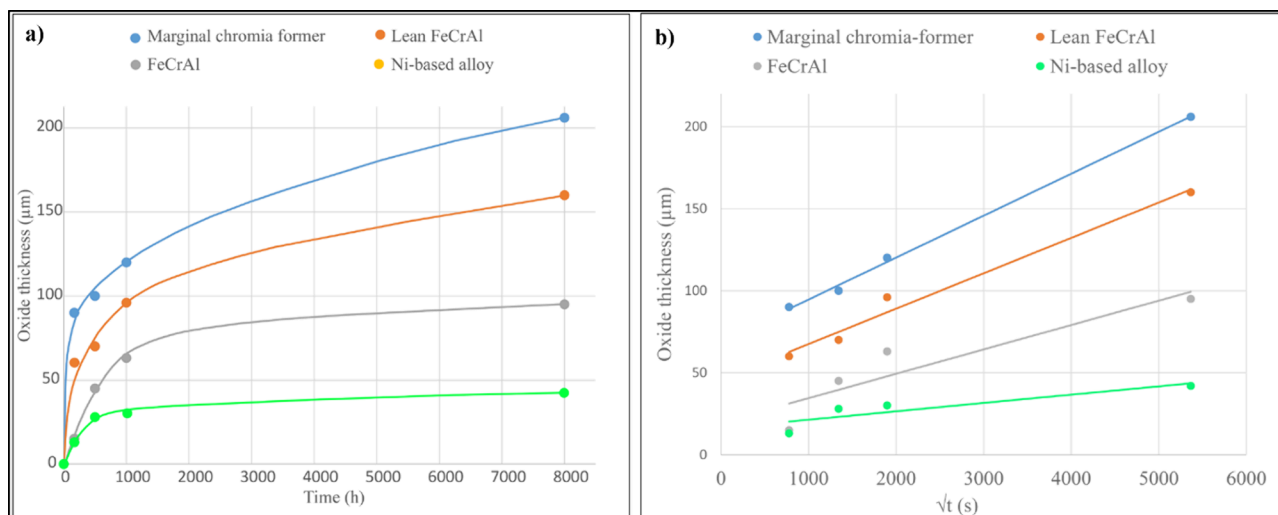 a)
Marginal chromia former
Lean FeCrAl
FeCrAl
Ni-based alloy
200
150
100
50
0
Oxide thickness (µm)
0 1000 2000 3000 4000 5000 6000 7000 8000
Time (h)
b)
Marginal chromia-former
Lean FeCrAl
FeCrAl
Ni-based alloy
200
150
100
50
0
Oxide thickness (µm)
0 1000 2000 3000 4000 5000 6000
√t (s)